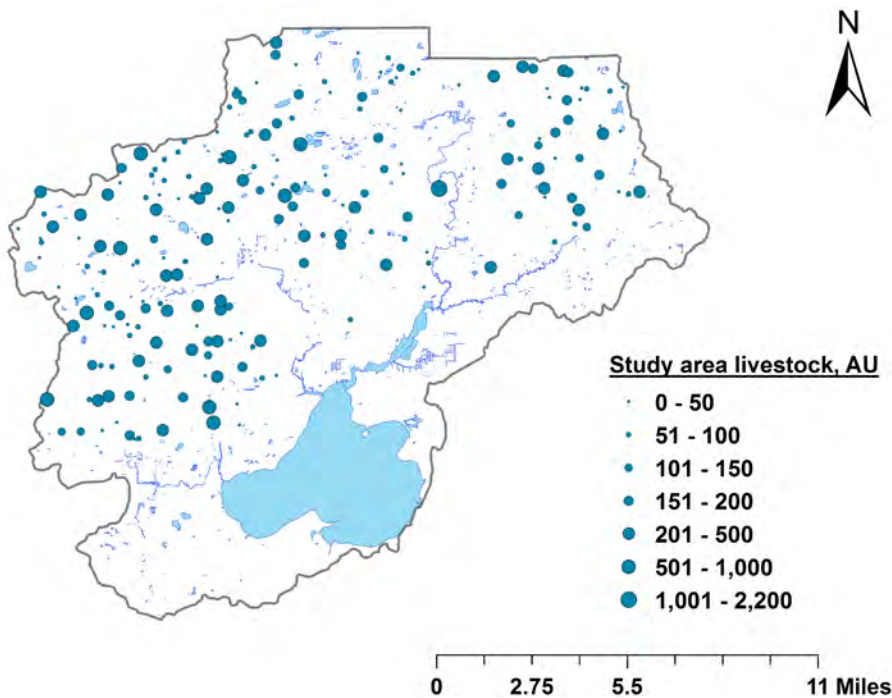 N
Study area livestock, AU
0 - 50
51 - 100
101 - 150
151 - 200
201 - 500
501 - 1,000
1,001 - 2,200
0 2.75 5.5 11 Miles